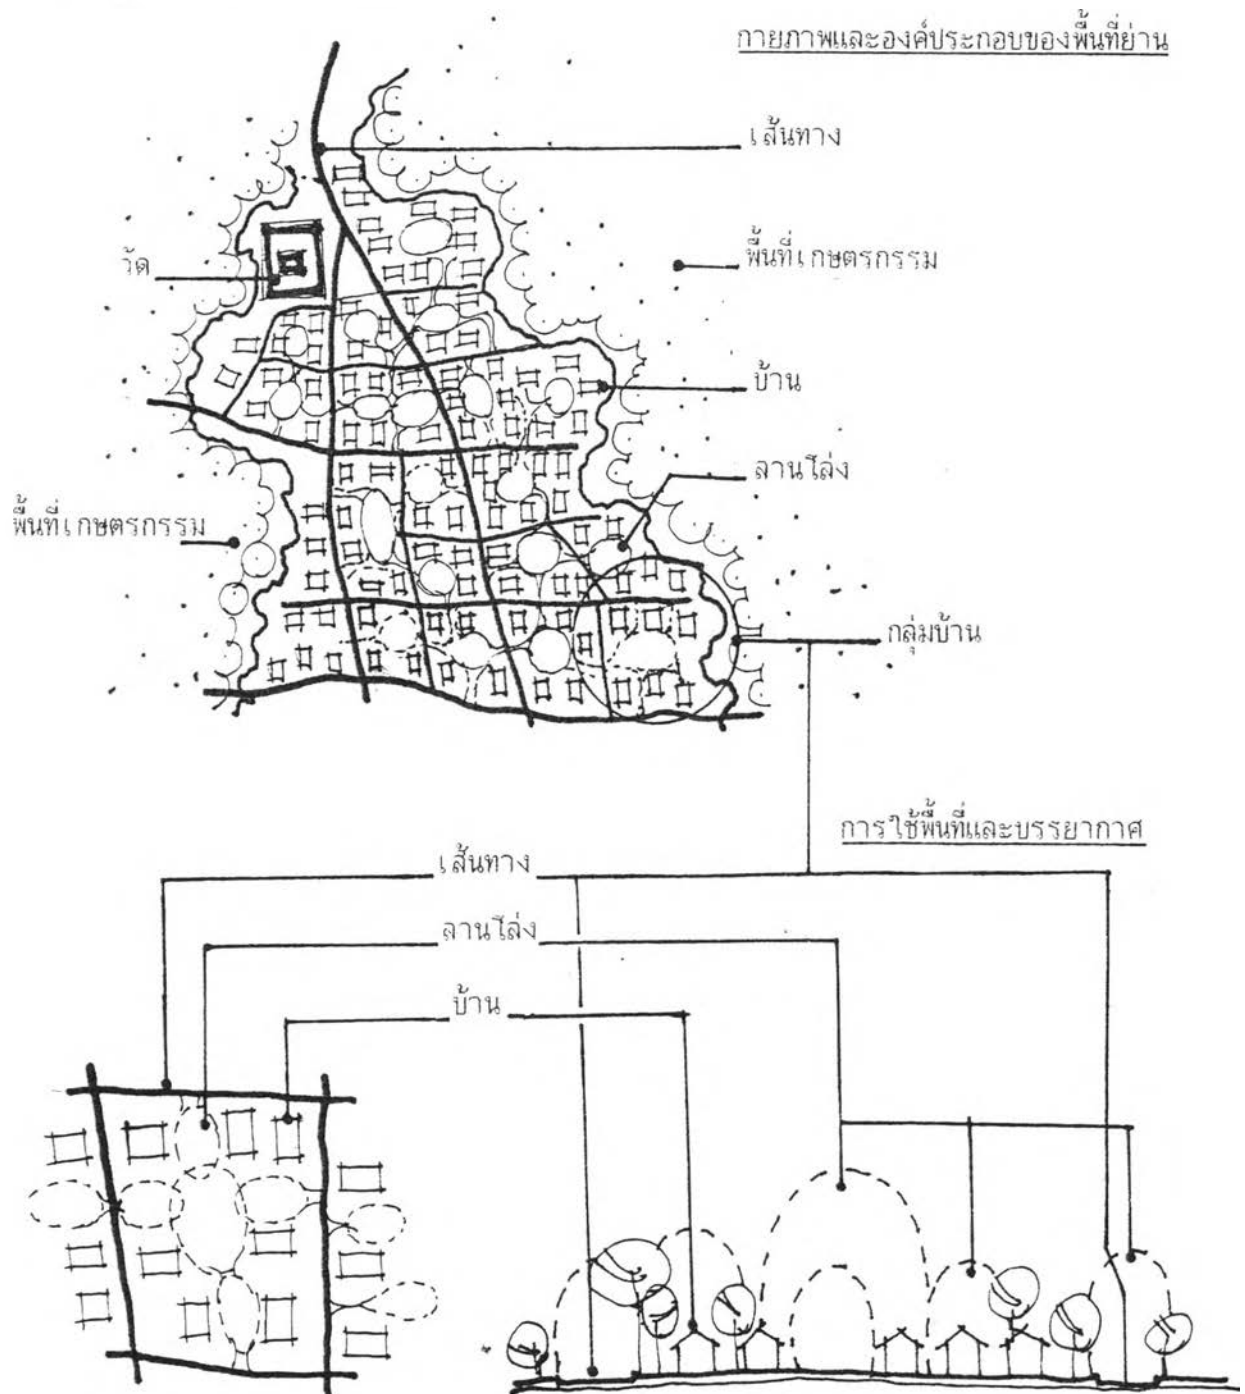 กายภาพและองค์ประกอบของพื้นที่ย่าน
เส้นทาง
วัด
พื้นที่เกษตรกรรม
บ้าน
ลานโล่ง
พื้นที่เกษตรกรรม
กลุ่มบ้าน
การใช้พื้นที่และบรรยากาศ
เส้นทาง
ลานโล่ง
บ้าน